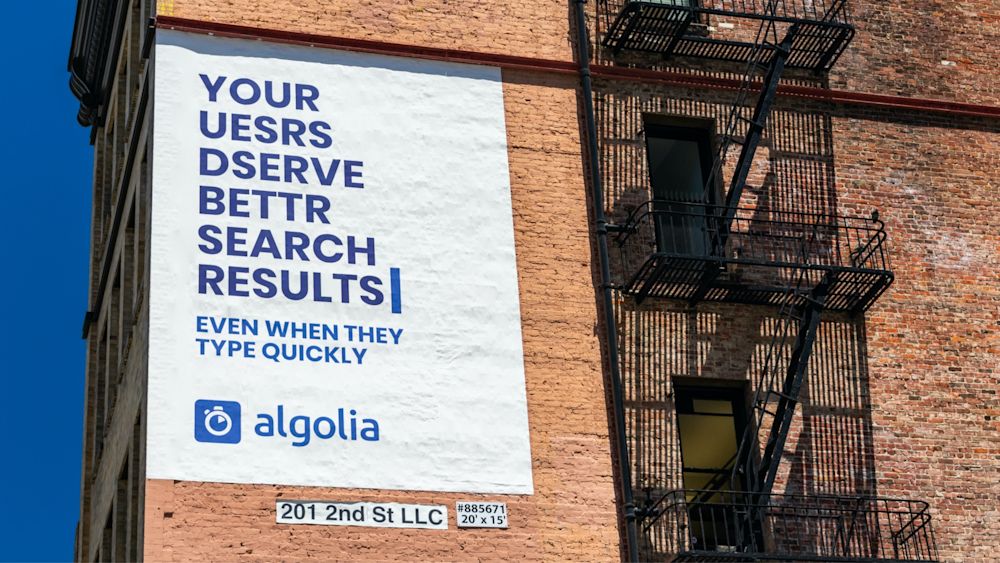 YOUR
UESRS
DSERVE
BETTR
SEARCH
RESULTS
EVEN WHEN THEY
TYPE QUICKLY
algolia
201 2nd St LLC
#885671
20' x 15'